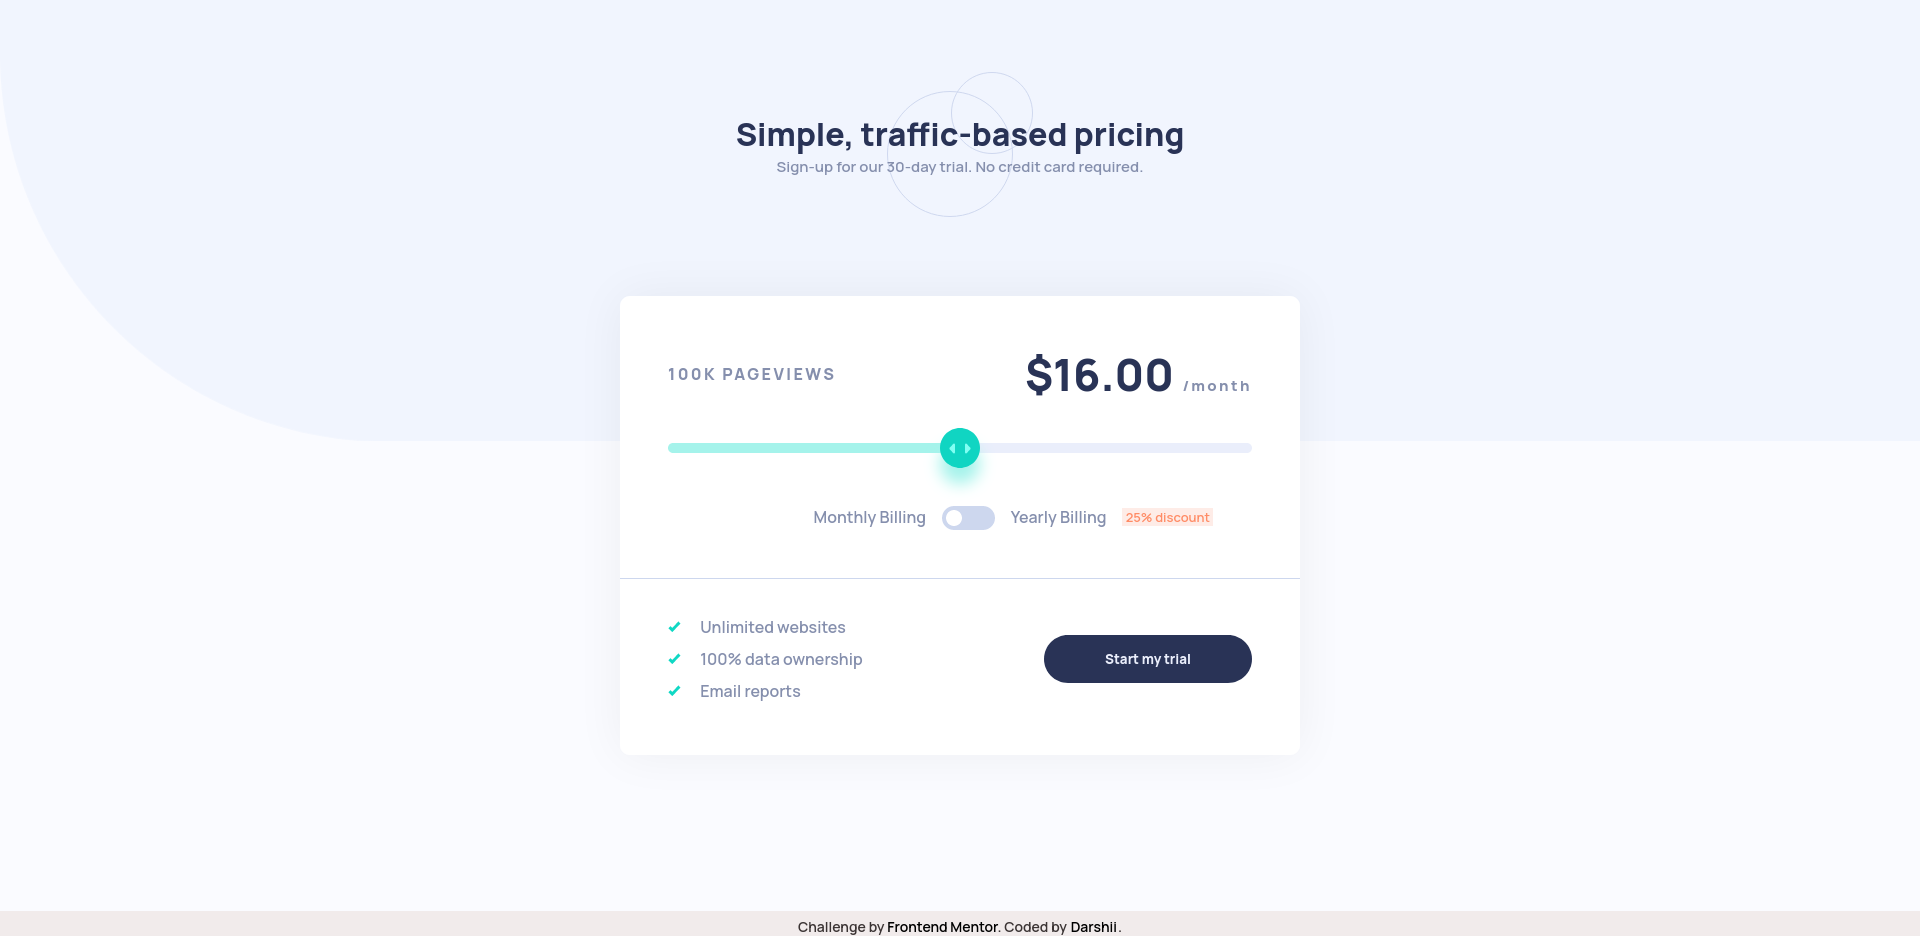 Simple, traffic-based pricing
Sign-up for our 30-day trial. No credit card required.
100K PAGEVIEWS
$16.00 /month
Monthly Billing Yearly Billing 25% discount
Unlimited websites
100% data ownership
Email reports
Start my trial
Challenge by Frontend Mentor. Coded by Darshii.